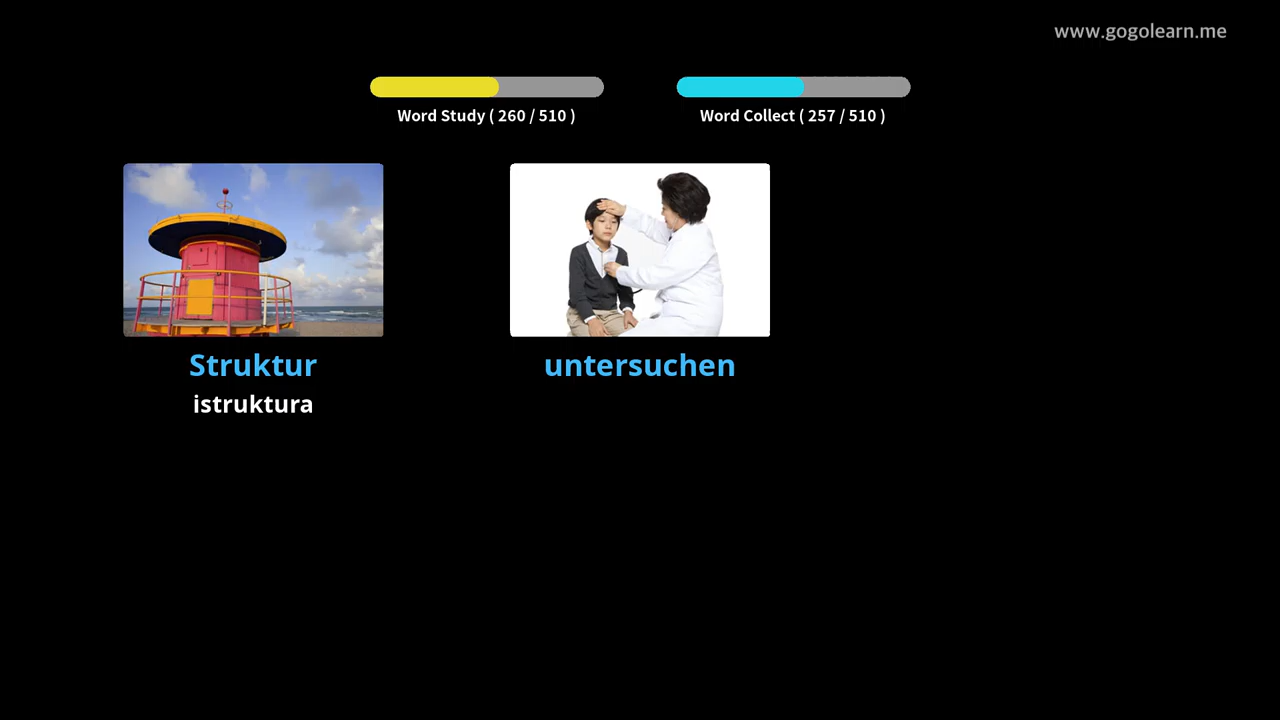 www.gogolearn.me
Word Study ( 260 / 510 )
Word Collect ( 257 / 510 )
Struktur
istruktura
untersuchen